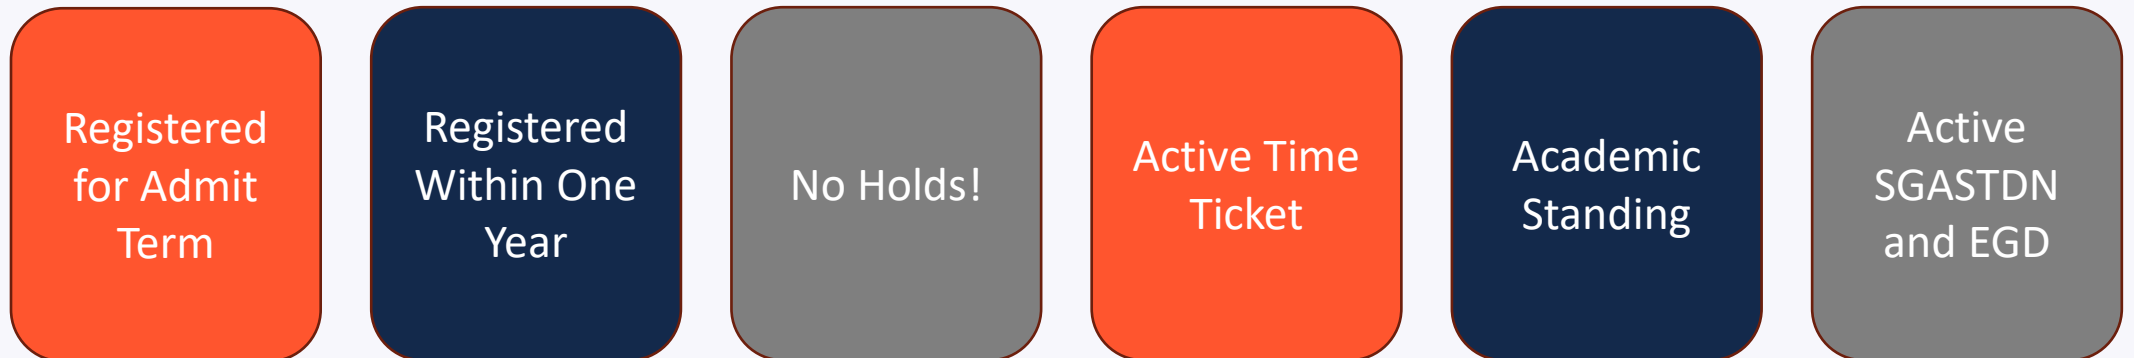 Registered
for Admit
Term
Registered
Within One
Year
No Holds!
Active Time
Ticket
Academic
Standing
Active
SGASTDN
and EGD